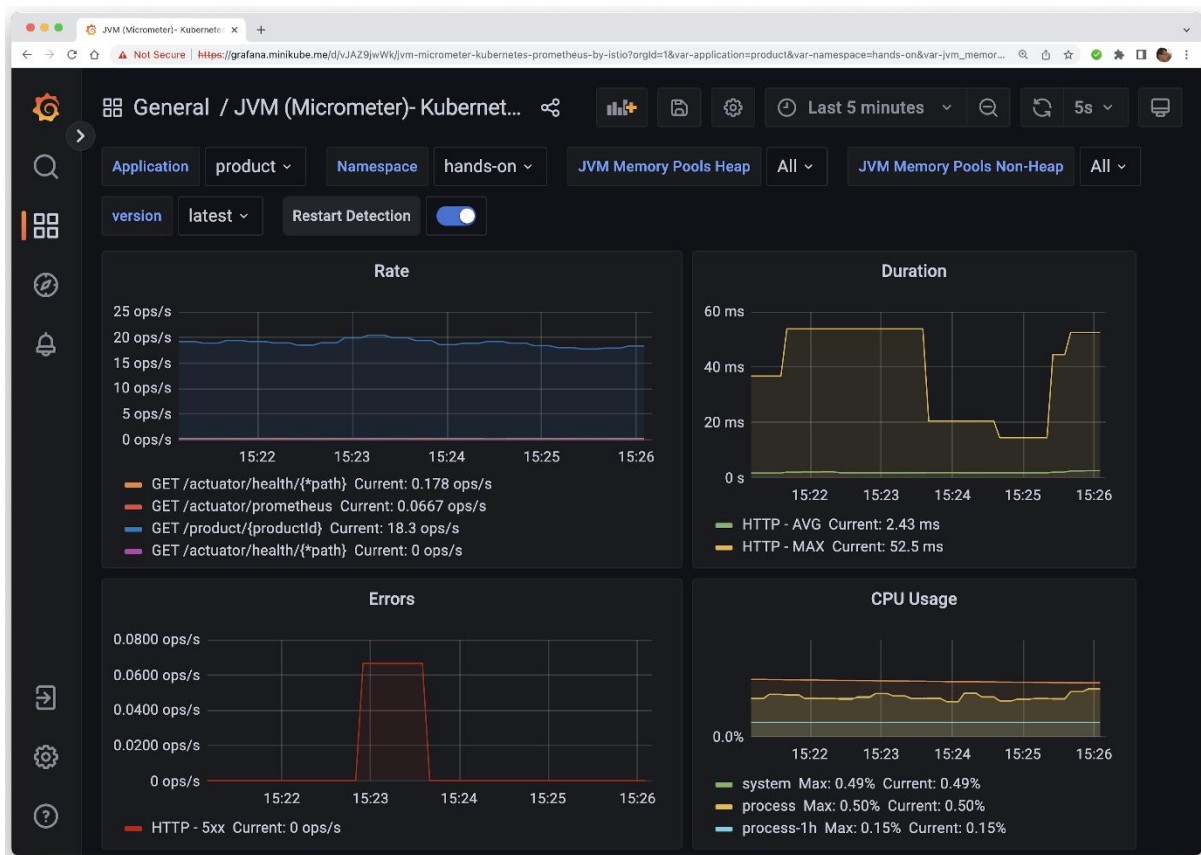 JVM (Micrometer)- Kubernete
Not Secure | https://grafana.minikube.me/d/vJAZ9jwWk/jvm-micrometer-kubernetes-prometheus-by-istio?orgId=1&var-application=product&var-namespace=hands-on&var-jvm_memor...
General / JVM (Micrometer)- Kubernet...
Last 5 minutes
5s
Application product
Namespace hands-on
JVM Memory Pools Heap All
JVM Memory Pools Non-Heap All
version latest
Restart Detection
Rate
25 ops/s
20 ops/s
15 ops/s
10 ops/s
5 ops/s
0 ops/s
15:22 15:23 15:24 15:25 15:26
GET /actuator/health/{*path} Current: 0.178 ops/s
GET /actuator/prometheus Current: 0.0667 ops/s
GET /product/{productId} Current: 18.3 ops/s
GET /actuator/health/{*path} Current: 0 ops/s
Duration
60 ms
40 ms
20 ms
0 s
15:22 15:23 15:24 15:25 15:26
HTTP - AVG Current: 2.43 ms
HTTP - MAX Current: 52.5 ms
Errors
0.0800 ops/s
0.0600 ops/s
0.0400 ops/s
0.0200 ops/s
0 ops/s
15:22 15:23 15:24 15:25 15:26
HTTP - 5xx Current: 0 ops/s
CPU Usage
0.0%
15:22 15:23 15:24 15:25 15:26
system Max: 0.49% Current: 0.49%
process Max: 0.50% Current: 0.50%
process-1h Max: 0.15% Current: 0.15%